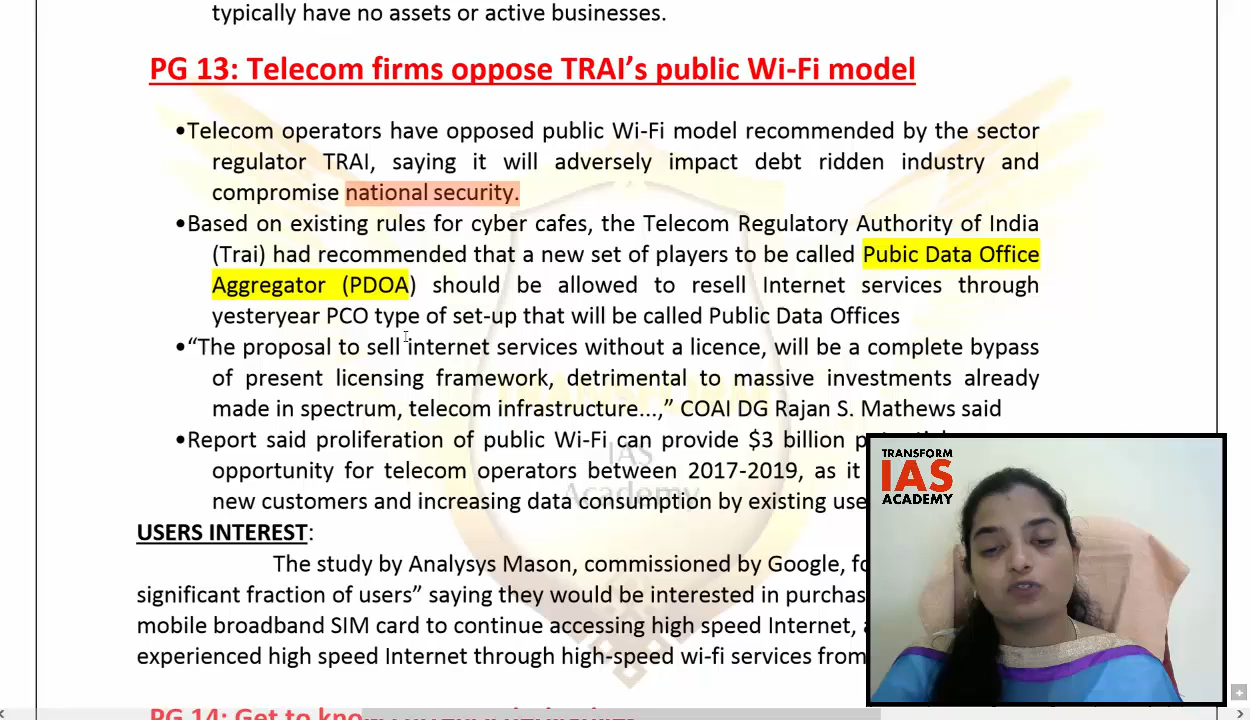 typically have no assets or active businesses.
PG 13: Telecom firms oppose TRAI’s public Wi-Fi model
•Telecom operators have opposed public Wi-Fi model recommended by the sector
regulator TRAI, saying it will adversely impact debt ridden industry and
compromise national security.
•Based on existing rules for cyber cafes, the Telecom Regulatory Authority of India
(Trai) had recommended that a new set of players to be called Pubic Data Office
Aggregator (PDOA) should be allowed to resell Internet services through
yesteryear PCO type of set-up that will be called Public Data Offices
•“The proposal to sell internet services without a licence, will be a complete bypass
of present licensing framework, detrimental to massive investments already
made in spectrum, telecom infrastructure...,” COAI DG Rajan S. Mathews said
•Report said proliferation of public Wi-Fi can provide $3 billion
opportunity for telecom operators between 2017-2019, as it
new customers and increasing data consumption by existing
USERS INTEREST:
The study by Analysys Mason, commissioned by Google,
significant fraction of users” saying they would be interested in
mobile broadband SIM card to continue accessing high speed Internet,
experienced high speed Internet through high-speed wi-fi services from
PG 14: Get to
TRANSFORM
IAS
Academy
TRANSFORM
IAS
ACADEMY